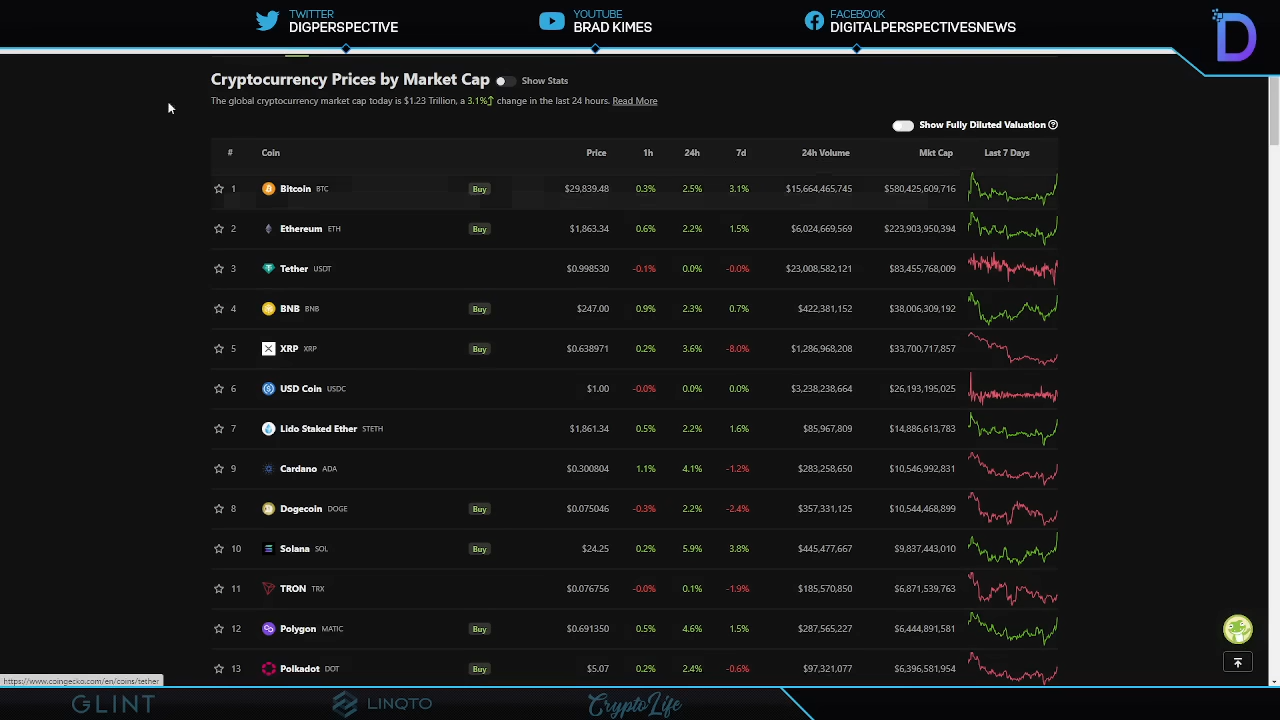 TWITTER
DIGPERSPECTIVE
YOUTUBE
BRAD KIMES
FACEBOOK
DIGITALPERSPECTIVESNEWS
D
Cryptocurrency Prices by Market Cap Show Stats
The global cryptocurrency market cap today is $1.23 Trillion, a 3.1% change in the last 24 hours. Read More
Show Fully Diluted Valuation
# Coin Price 1h 24h 7d 24h Volume Mkt Cap Last 7 Days
1 Bitcoin BTC Buy $29,839.48 0.3% 2.5% 3.1% $15,664,465,745 $580,425,609,716
2 Ethereum ETH Buy $1,863.34 0.6% 2.2% 1.5% $6,024,669,569 $223,903,950,394
3 Tether USDT $0.998530 -0.1% 0.0% -0.0% $23,008,582,121 $83,455,768,009
4 BNB BNB Buy $247.00 0.9% 2.3% 0.7% $422,381,152 $38,006,309,192
5 XRP XRP Buy $0.638971 0.2% 3.6% -8.0% $1,286,968,208 $33,700,717,857
6 USD Coin USDC $1.00 -0.0% 0.0% 0.0% $3,238,238,664 $26,193,195,025
7 Lido Staked Ether STETH $1,861.34 0.5% 2.2% 1.6% $85,967,809 $14,886,613,783
9 Cardano ADA $0.300804 1.1% 4.1% -1.2% $283,258,650 $10,546,992,831
8 Dogecoin DOGE Buy $0.075046 -0.3% 2.2% -2.4% $357,331,125 $10,544,468,899
10 Solana SOL Buy $24.25 0.2% 5.9% 3.8% $445,477,667 $9,837,443,010
11 TRON TRX $0.076756 -0.0% 0.1% -1.9% $185,570,850 $6,871,539,763
12 Polygon MATIC Buy $0.691350 0.5% 4.6% 1.5% $287,565,227 $6,444,891,581
13 Polkadot DOT Buy $5.07 0.2% 2.4% -0.6% $97,321,077 $6,396,581,954
https://www.coingecko.com/en/coins/tether
GLINT LINQTO CryptoLife